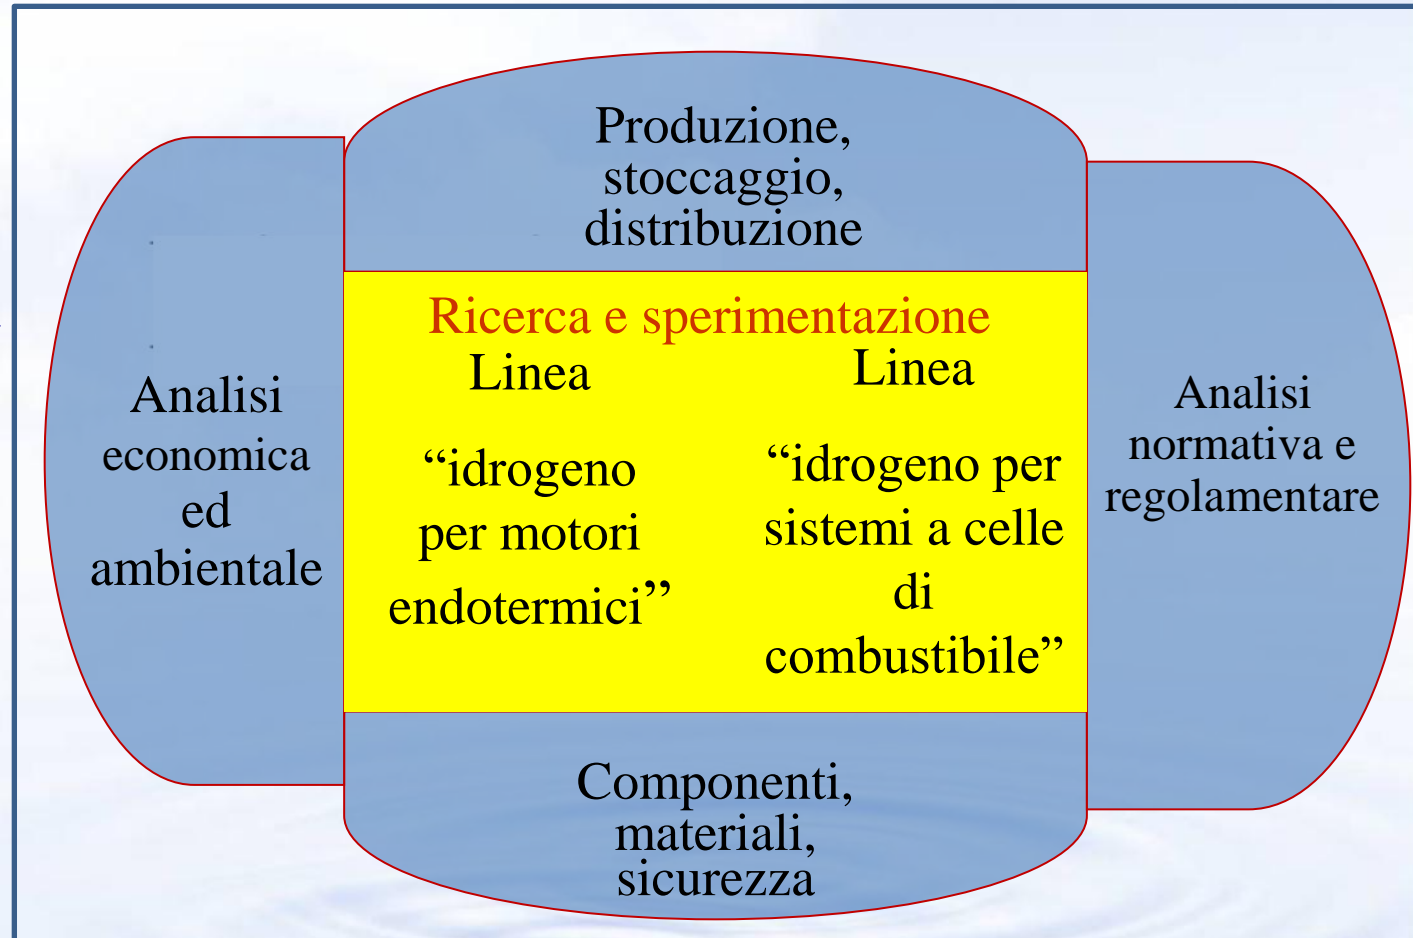 Produzione,
stoccaggio,
distribuzione
Analisi
economica
ed
ambientale
Ricerca e sperimentazione
Linea
“idrogeno
per motori
endotermici”
Linea
“idrogeno per
sistemi a celle
di
combustibile”
Analisi
normativa e
regolamentare
Componenti,
materiali,
sicurezza